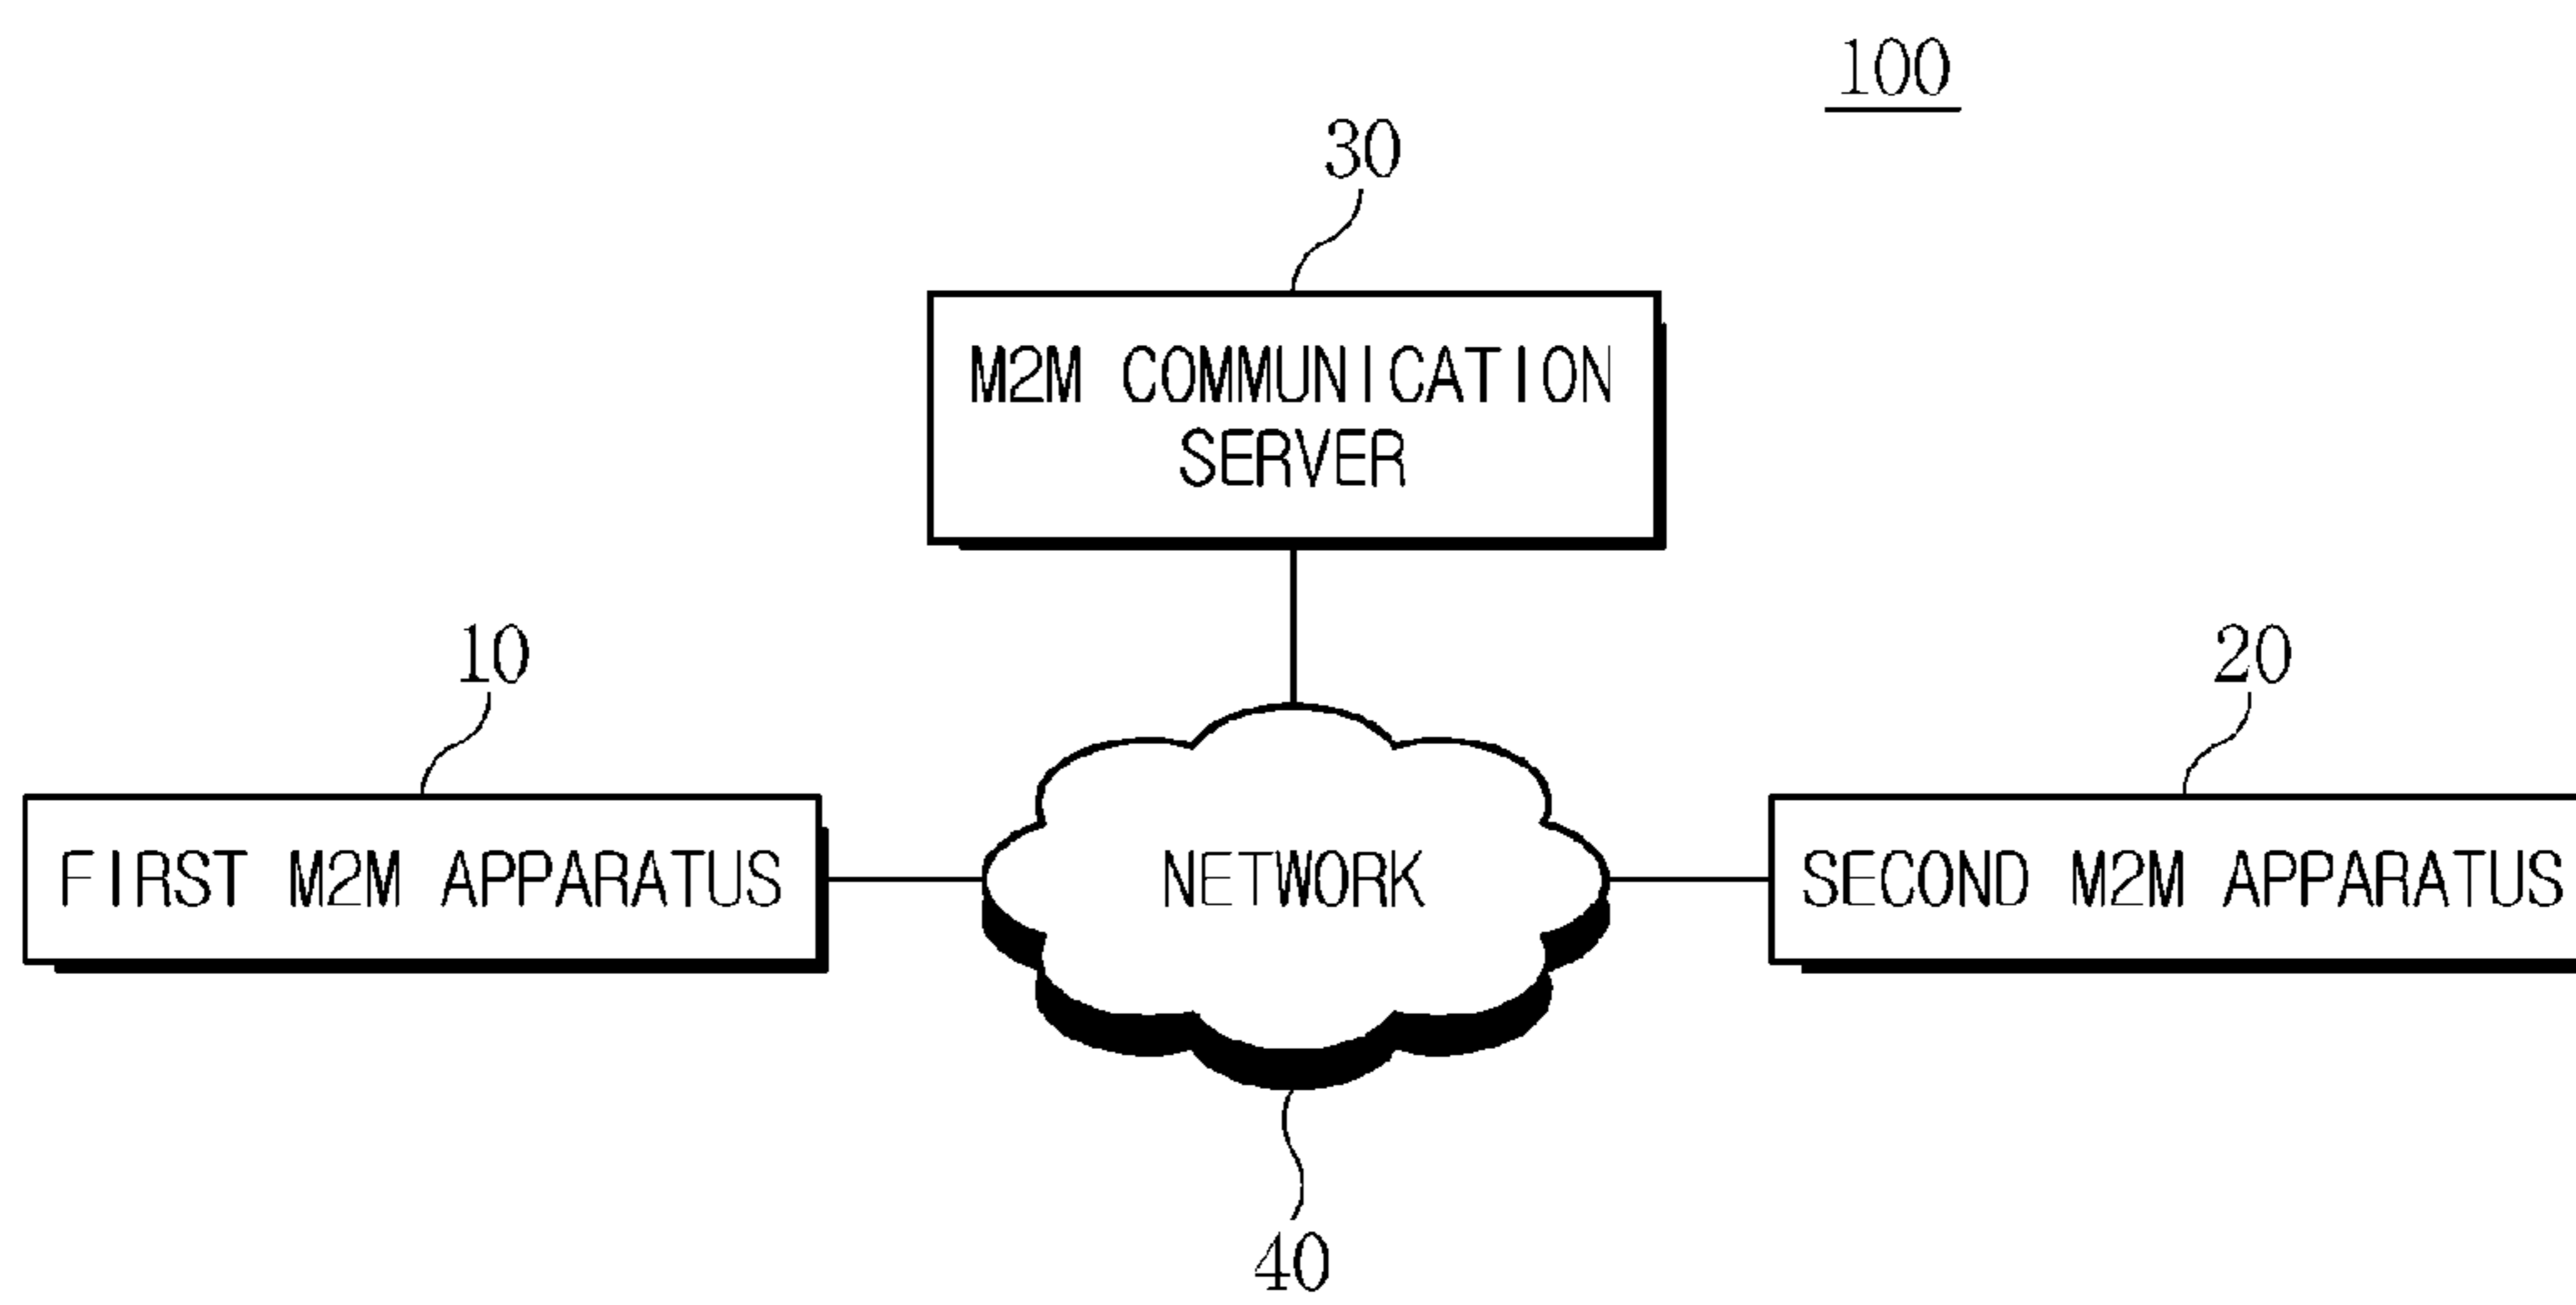 100
30
M2M COMMUNICATION
SERVER
10
20
FIRST M2M APPARATUS
NETWORK
SECOND M2M APPARATUS
40